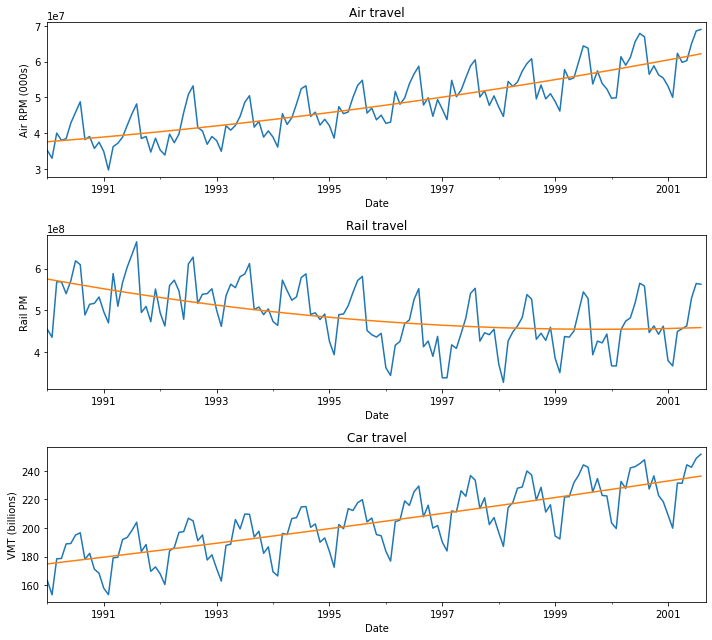 Air travel
1e7
7
6
5
4
3
Air RPM (000s)
1991 1993 1995 1997 1999 2001
Date
Rail travel
1e8
6
5
4
Rail PM
1991 1993 1995 1997 1999 2001
Date
Car travel
240
220
200
180
160
VMT (billions)
1991 1993 1995 1997 1999 2001
Date